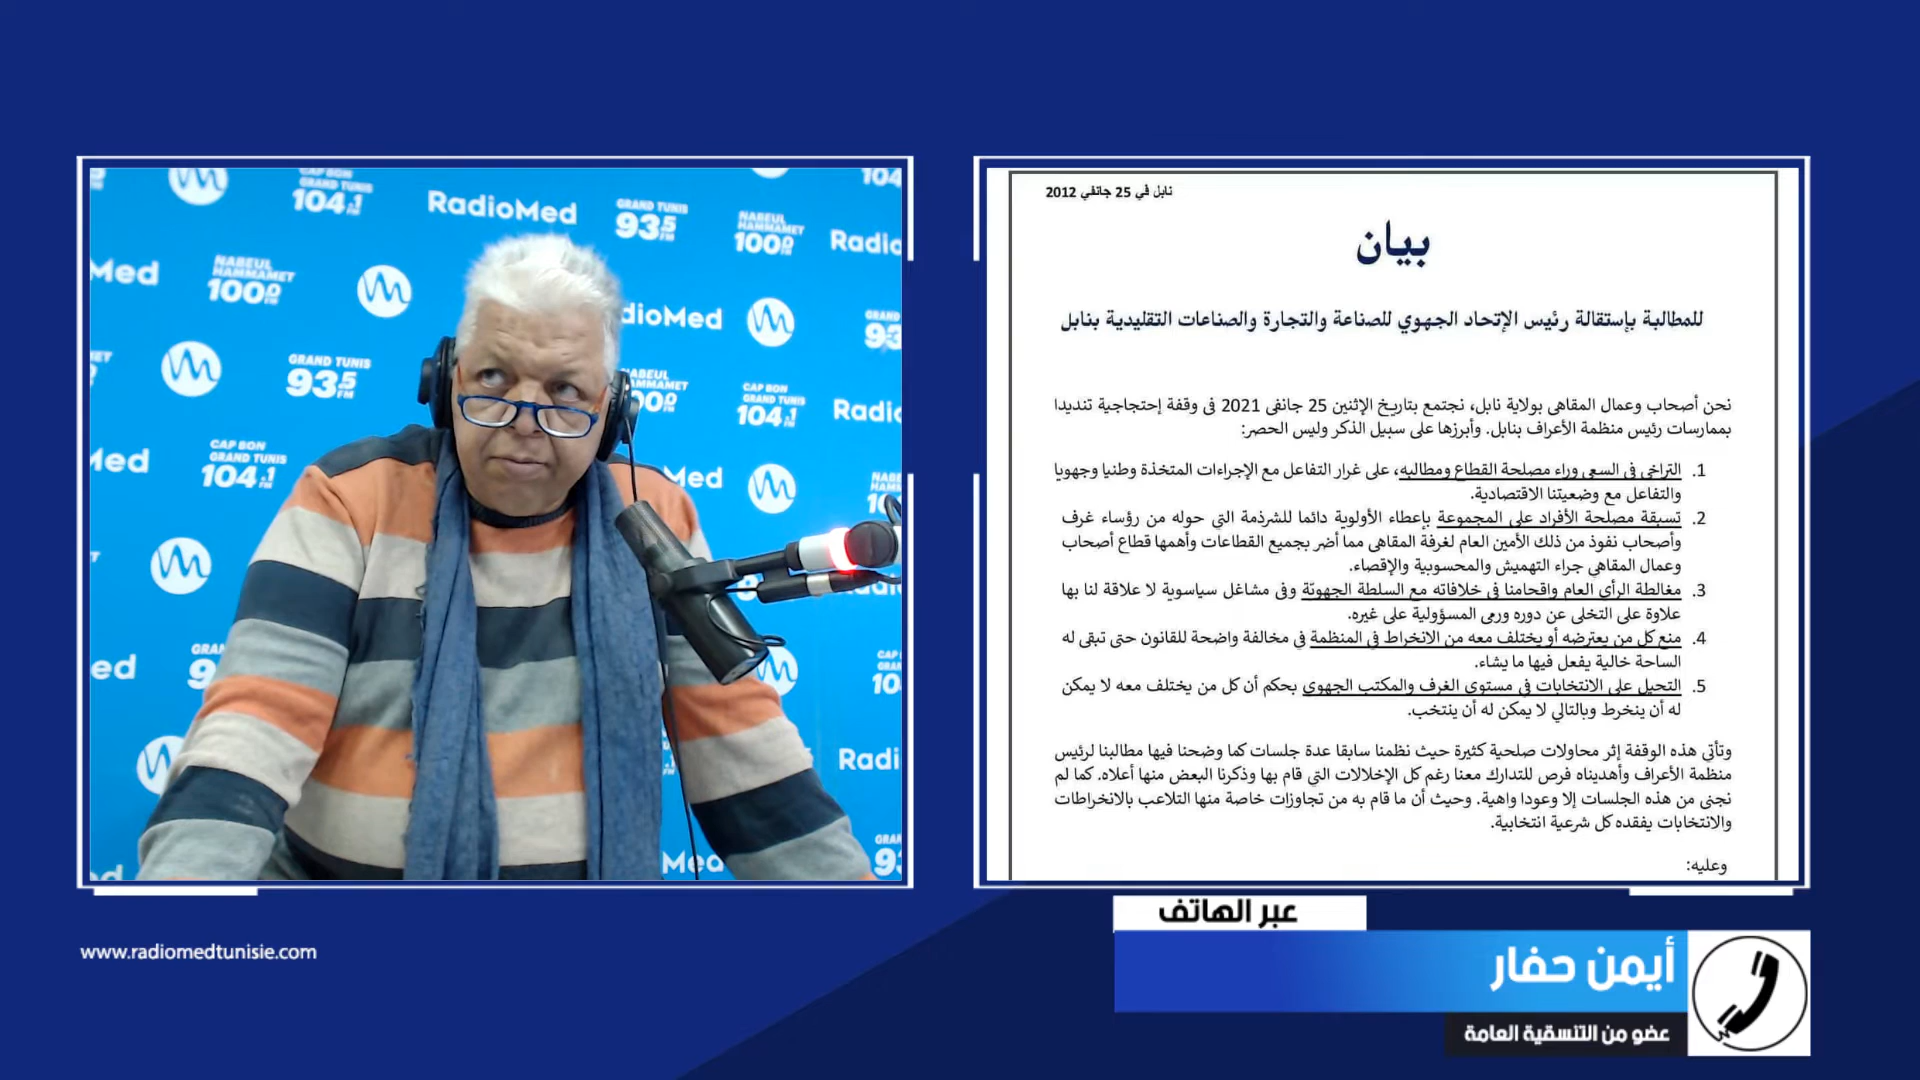 RadioMed
CAP BON
GRAND TUNIS
104.1 FM
GRAND TUNIS
93.5 FM
NABEUL
HAMMAMET
100.0 FM
www.radiomedtunisie.com
نابل في 25 جانفي 2012
بيان
للمطالبة بإستقالة رئيس الإتحاد الجهوي للصناعة والتجارة والصناعات التقليدية بنابل
نحن أصحاب وعمال المقاهي بولاية نابل، نجتمع بتاريخ الإثنين 25 جانفي 2021 في وقفة إحتجاجية تنديدا
بممارسات رئيس منظمة الأعراف بنابل. وأبرزها على سبيل الذكر وليس الحصر:
1. التراخي في السعي وراء مصلحة القطاع ومطالبه، على غرار التفاعل مع الإجراءات المتخذة وطنيا وجهويا
والتفاعل مع وضعيتنا الاقتصادية.
2. تسبقة مصلحة الأفراد على المجموعة بإعطاء الأولوية دائما للشرذمة التي حوله من رؤساء غرف
وأصحاب نفوذ من ذلك الأمين العام لغرفة المقاهي مما أضر بجميع القطاعات وأهمها قطاع أصحاب
وعمال المقاهي جراء التهميش والمحسوبية والإقصاء.
3. مغالطة الرأي العام وإقحامنا في خلافاته مع السلطة الجهويّة وفي مشاغل سياسوية لا علاقة لنا بها
علاوة على التخلي عن دوره ورمي المسؤولية على غيره.
4. منع كل من يعترضه أو يختلف معه من الانخراط في المنظمة في مخالفة واضحة للقانون حتى تبقى له
الساحة خالية يفعل فيها ما يشاء.
5. التحيل على الانتخابات في مستوى الغرف والمكتب الجهوي بحكم أن كل من يختلف معه لا يمكن
له أن ينخرط وبالتالي لا يمكن له أن ينتخب.
وتأتي هذه الوقفة إثر محاولات صلحية كثيرة حيث نظمنا سابقا عدة جلسات كما وضحنا فيها مطالبنا لرئيس
منظمة الأعراف وأهديناه فرص للتدارك معنا رغم كل الإخلالات التي قام بها وذكرنا البعض منها أعلاه. كما لم
نجني من هذه الجلسات إلا وعودا واهية. وحيث أن ما قام به من تجاوزات خاصة منها التلاعب بالانخراطات
والانتخابات يفقده كل شرعية انتخابية.
وعليه:
عبر الهاتف
أيمن حفار
عضو من التنسقية العامة